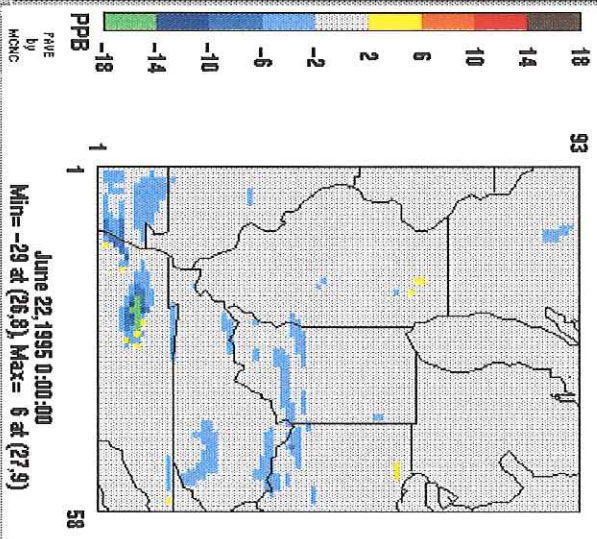 18
14
10
6
2
-2
-6
-10
-14
-18
PPB
PAVE
by
MCNC
93
1
1
58
June 22,1995 0:00:00
Min= -29 at (26,8), Max= 6 at (27,9)